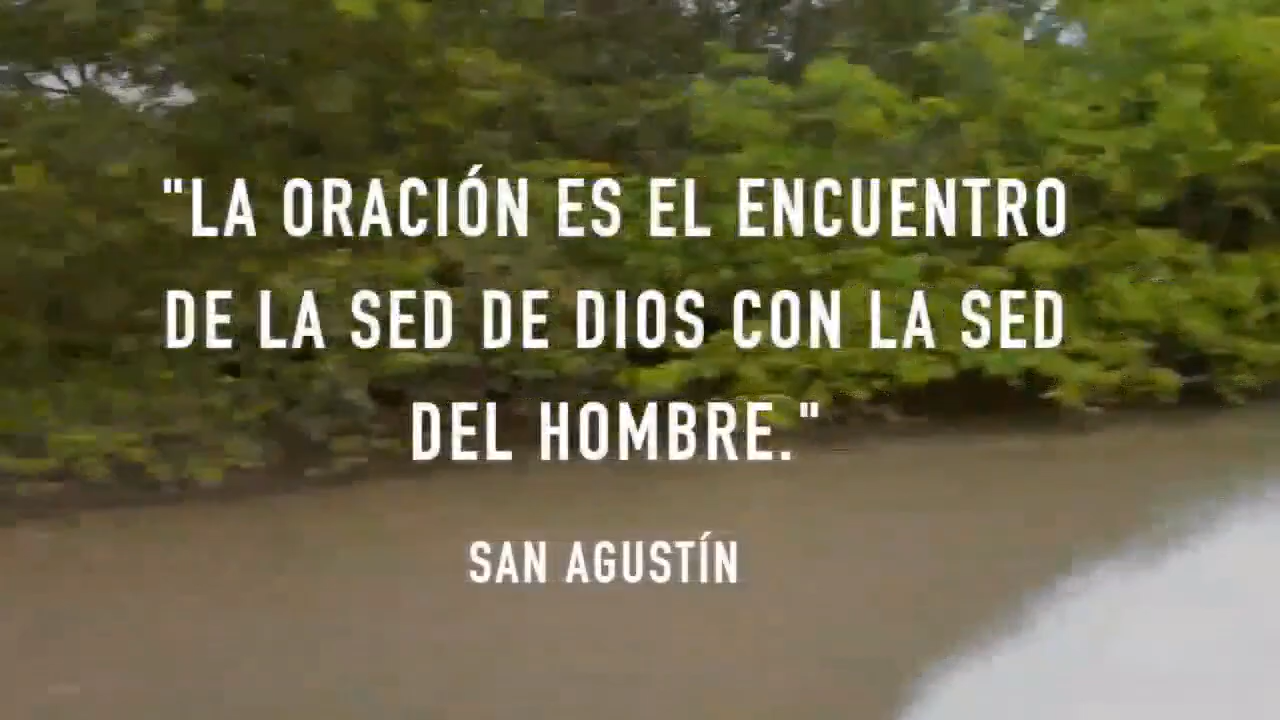 "LA ORACIÓN ES EL ENCUENTRO
DE LA SED DE DIOS CON LA SED
DEL HOMBRE."
SAN AGUSTÍN